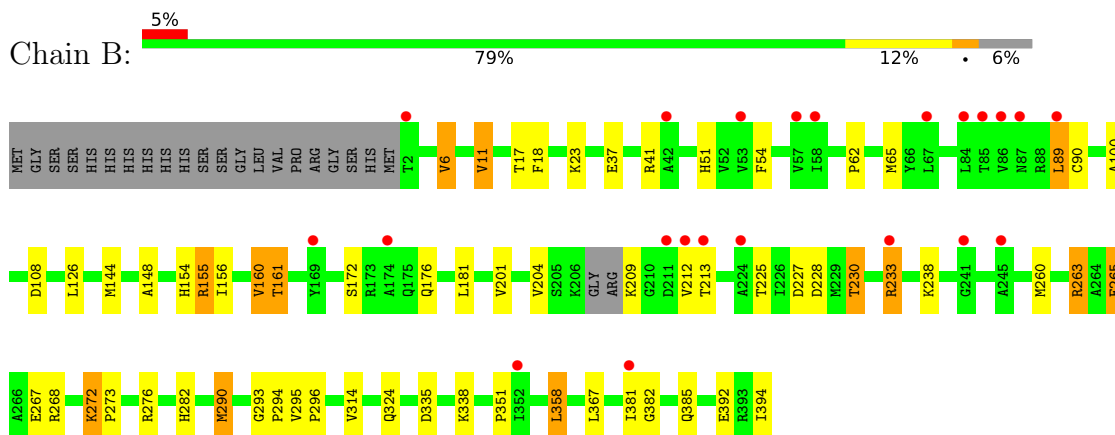 5%
Chain B:
79% 12% • 6%
MET GLY SER SER HIS HIS HIS HIS HIS HIS SER SER GLY LEU VAL PRO ARG GLY SER HIS MET T2 V6 V11 T17 F18 K23 E37 R41 A42 H51 V52 V53 F54 V57 I58 P62 M65 Y66 L67 L84 T85 V86 N87 R88 L89 C90
D108 L126 M144 A148 H154 R155 I156 V160 T161 Y169 S172 R173 A174 Q175 Q176 L181 V201 V204 S205 K206 GLY ARG K209 G210 D211 V212 T213 A224 T225 I226 D227 D228 M229 T230 R233 K238 G241 A245 M260 R263 A264
A266 E267 R268 K272 P273 R276 H282 M290 G293 P294 V295 P296 V314 Q324 D335 K338 P351 I352 L358 L367 I381 G382 Q385 E392 R393 I394